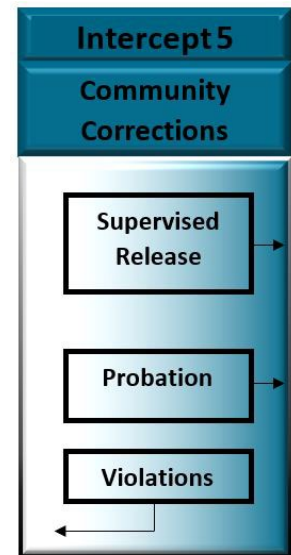 Intercept 5
Community
Corrections
Supervised
Release
Probation
Violations